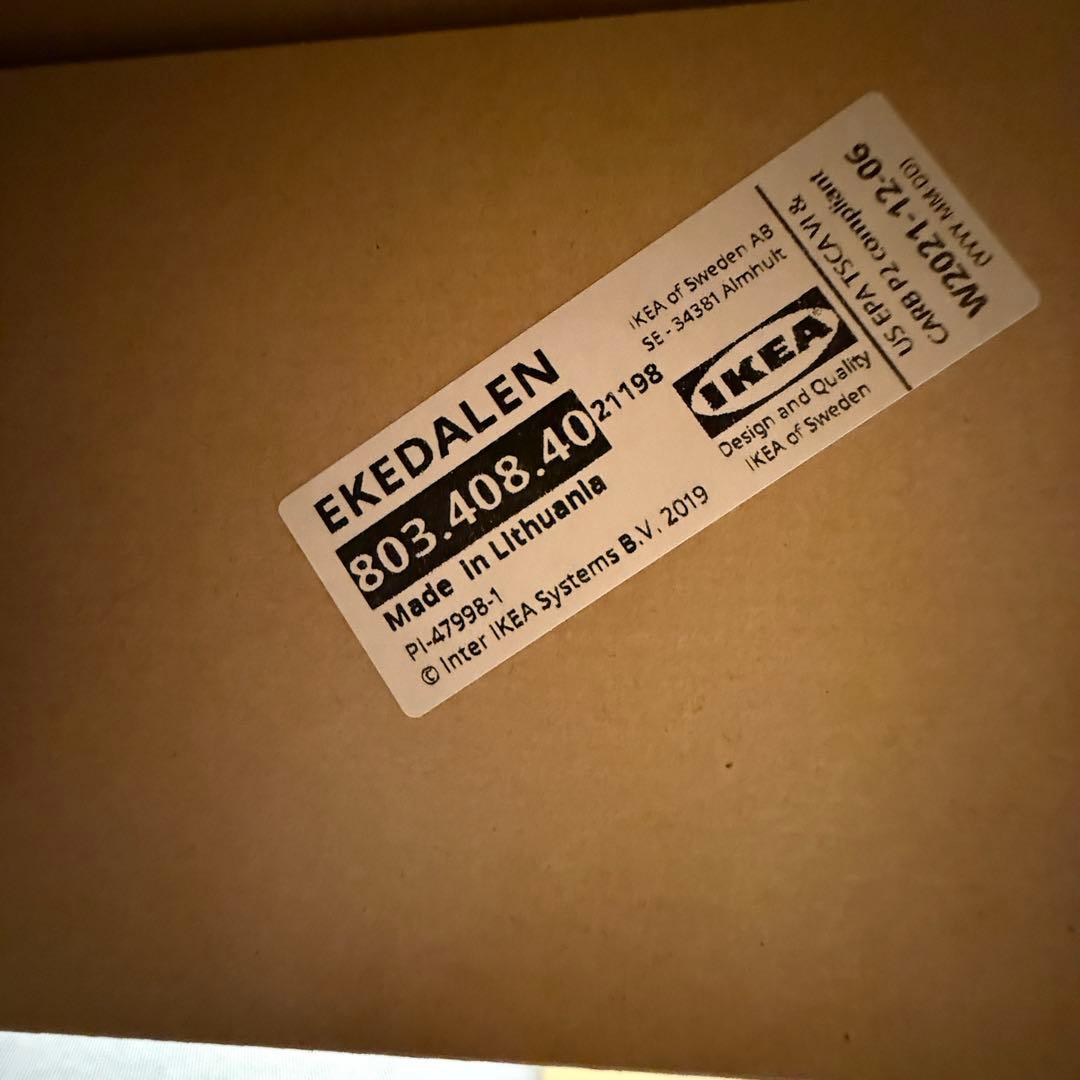 EKEDALEN
803.408.40 21198
Made in Lithuania
PI-47998-1
© Inter IKEA Systems B.V. 2019
IKEA of Sweden AB
SE - 34381 Älmhult
IKEA®
Design and Quality
IKEA of Sweden
US EPA TSCA VI &
CARB P2 compliant
W2021-12-06
(YYYY MM DD)